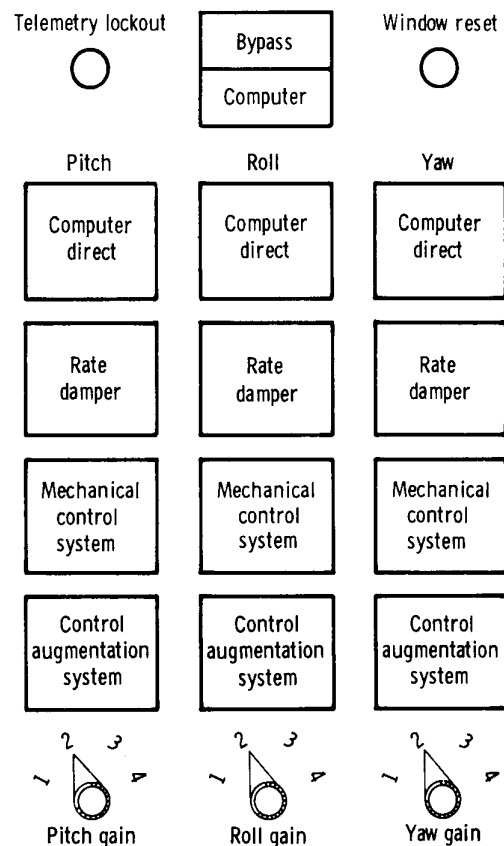 Telemetry lockout
Bypass
Computer
Window reset
Pitch
Roll
Yaw
Computer
direct
Computer
direct
Computer
direct
Rate
damper
Rate
damper
Rate
damper
Mechanical
control
system
Mechanical
control
system
Mechanical
control
system
Control
augmentation
system
Control
augmentation
system
Control
augmentation
system
1 2 3 4
1 2 3 4
1 2 3 4
Pitch gain
Roll gain
Yaw gain